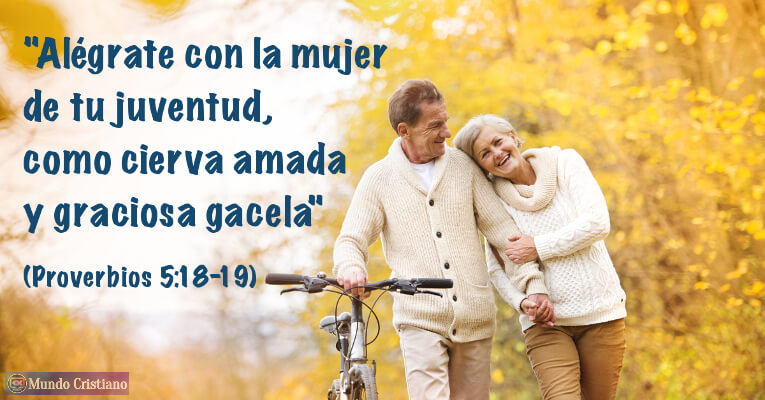 "Alégrate con la mujer
de tu juventud,
como cierva amada
y graciosa gacela"
(Proverbios 5:18-19)
Mundo Cristiano